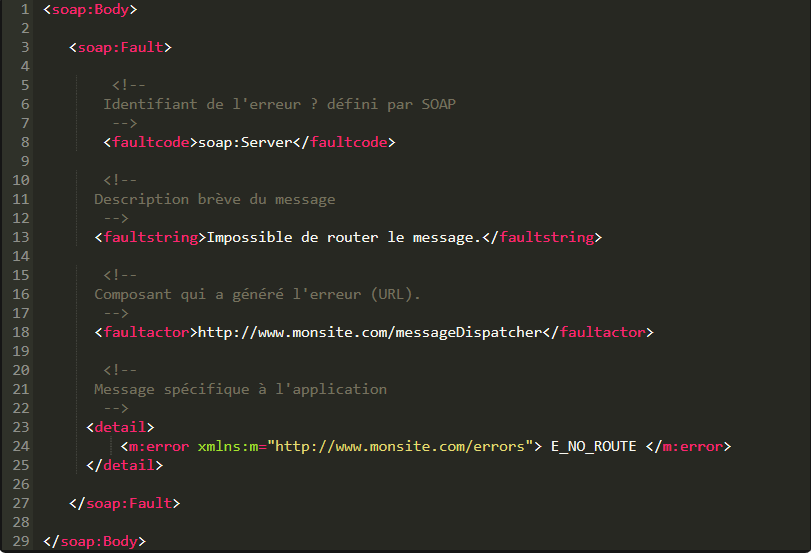 1 <soap:Body>
2
3 <soap:Fault>
4
5 <!--
6 Identifiant de l'erreur ? défini par SOAP
7 -->
8 <faultcode>soap:Server</faultcode>
9
10 <!--
11 Description brève du message
12 -->
13 <faultstring>Impossible de router le message.</faultstring>
14
15 <!--
16 Composant qui a généré l'erreur (URL).
17 -->
18 <faultactor>http://www.monsite.com/messageDispatcher</faultactor>
19
20 <!--
21 Message spécifique à l'application
22 -->
23 <detail>
24 <m:error xmlns:m="http://www.monsite.com/errors"> E_NO_ROUTE </m:error>
25 </detail>
26
27 </soap:Fault>
28
29 </soap:Body>